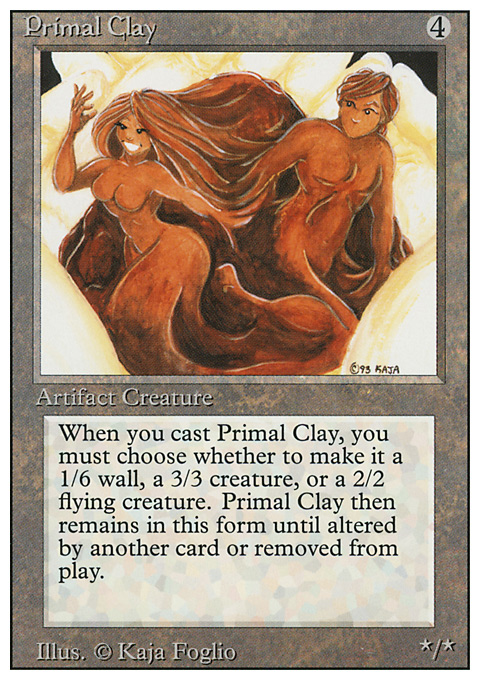 Primal Clay 4
©93 KAJA
Artifact Creature
When you cast Primal Clay, you
must choose whether to make it a
1/6 wall, a 3/3 creature, or a 2/2
flying creature. Primal Clay then
remains in this form until altered
by another card or removed from
play.
Illus. © Kaja Foglio */*